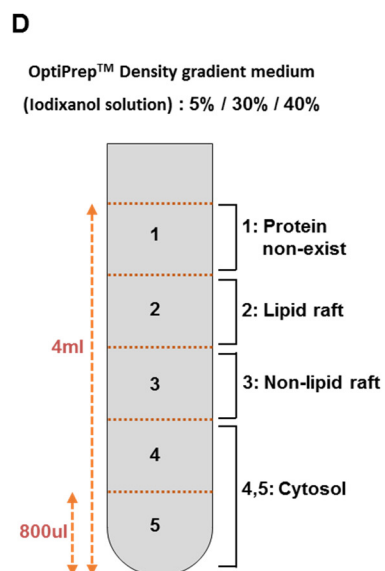 D
OptiPrep™ Density gradient medium
(Iodixanol solution) : 5% / 30% / 40%
1
1: Protein
non-exist
2
2: Lipid raft
4ml
3
3: Non-lipid raft
4
4,5: Cytosol
800ul
5